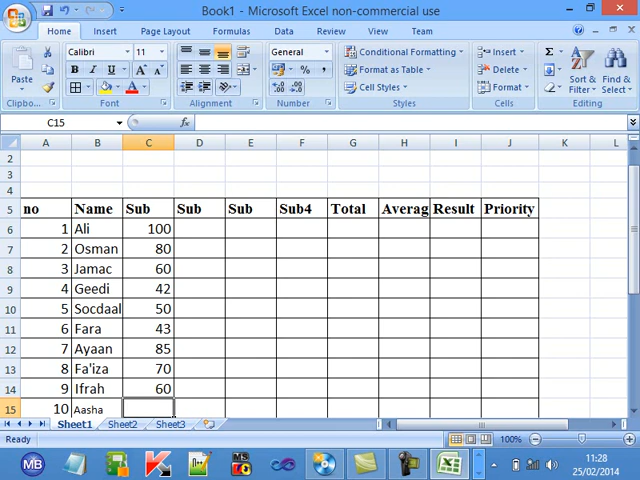 Book1 - Microsoft Excel non-commercial use
Home Insert Page Layout Formulas Data Review View Team
Calibri 11 General Conditional Formatting Insert Σ
Paste B I U A A $ % , Format as Table Delete Sort & Find &
Cell Styles Format Filter Select
Clipboard Font Alignment Number Styles Cells Editing
C15 fx
A B C D E F G H I J K L
2
3
4
5 no Name Sub Sub Sub Sub4 Total Averag Result Priority
6 1 Ali 100
7 2 Osman 80
8 3 Jamac 60
9 4 Geedi 42
10 5 Socdaal 50
11 6 Fara 43
12 7 Ayaan 85
13 8 Fa'iza 70
14 9 Ifrah 60
15 10 Aasha
Sheet1 Sheet2 Sheet3
Ready 100%
MB MS 11:28
25/02/2014